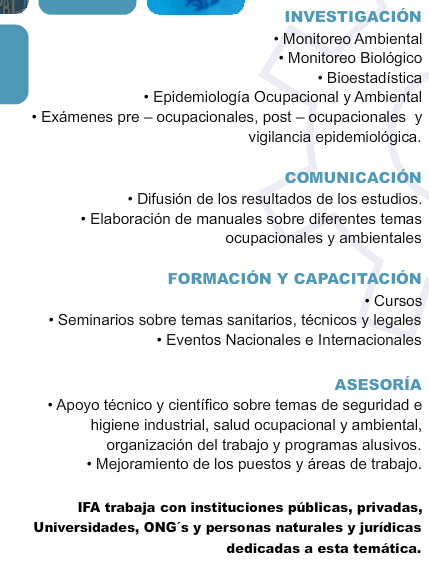 INVESTIGACIÓN
• Monitoreo Ambiental
• Monitoreo Biológico
• Bioestadística
• Epidemiología Ocupacional y Ambiental
• Exámenes pre – ocupacionales, post – ocupacionales y
vigilancia epidemiológica.
COMUNICACIÓN
• Difusión de los resultados de los estudios.
• Elaboración de manuales sobre diferentes temas
ocupacionales y ambientales
FORMACIÓN Y CAPACITACIÓN
• Cursos
• Seminarios sobre temas sanitarios, técnicos y legales
• Eventos Nacionales e Internacionales
ASESORÍA
• Apoyo técnico y científico sobre temas de seguridad e
higiene industrial, salud ocupacional y ambiental,
organización del trabajo y programas alusivos.
• Mejoramiento de los puestos y áreas de trabajo.
IFA trabaja con instituciones públicas, privadas,
Universidades, ONG´s y personas naturales y jurídicas
dedicadas a esta temática.